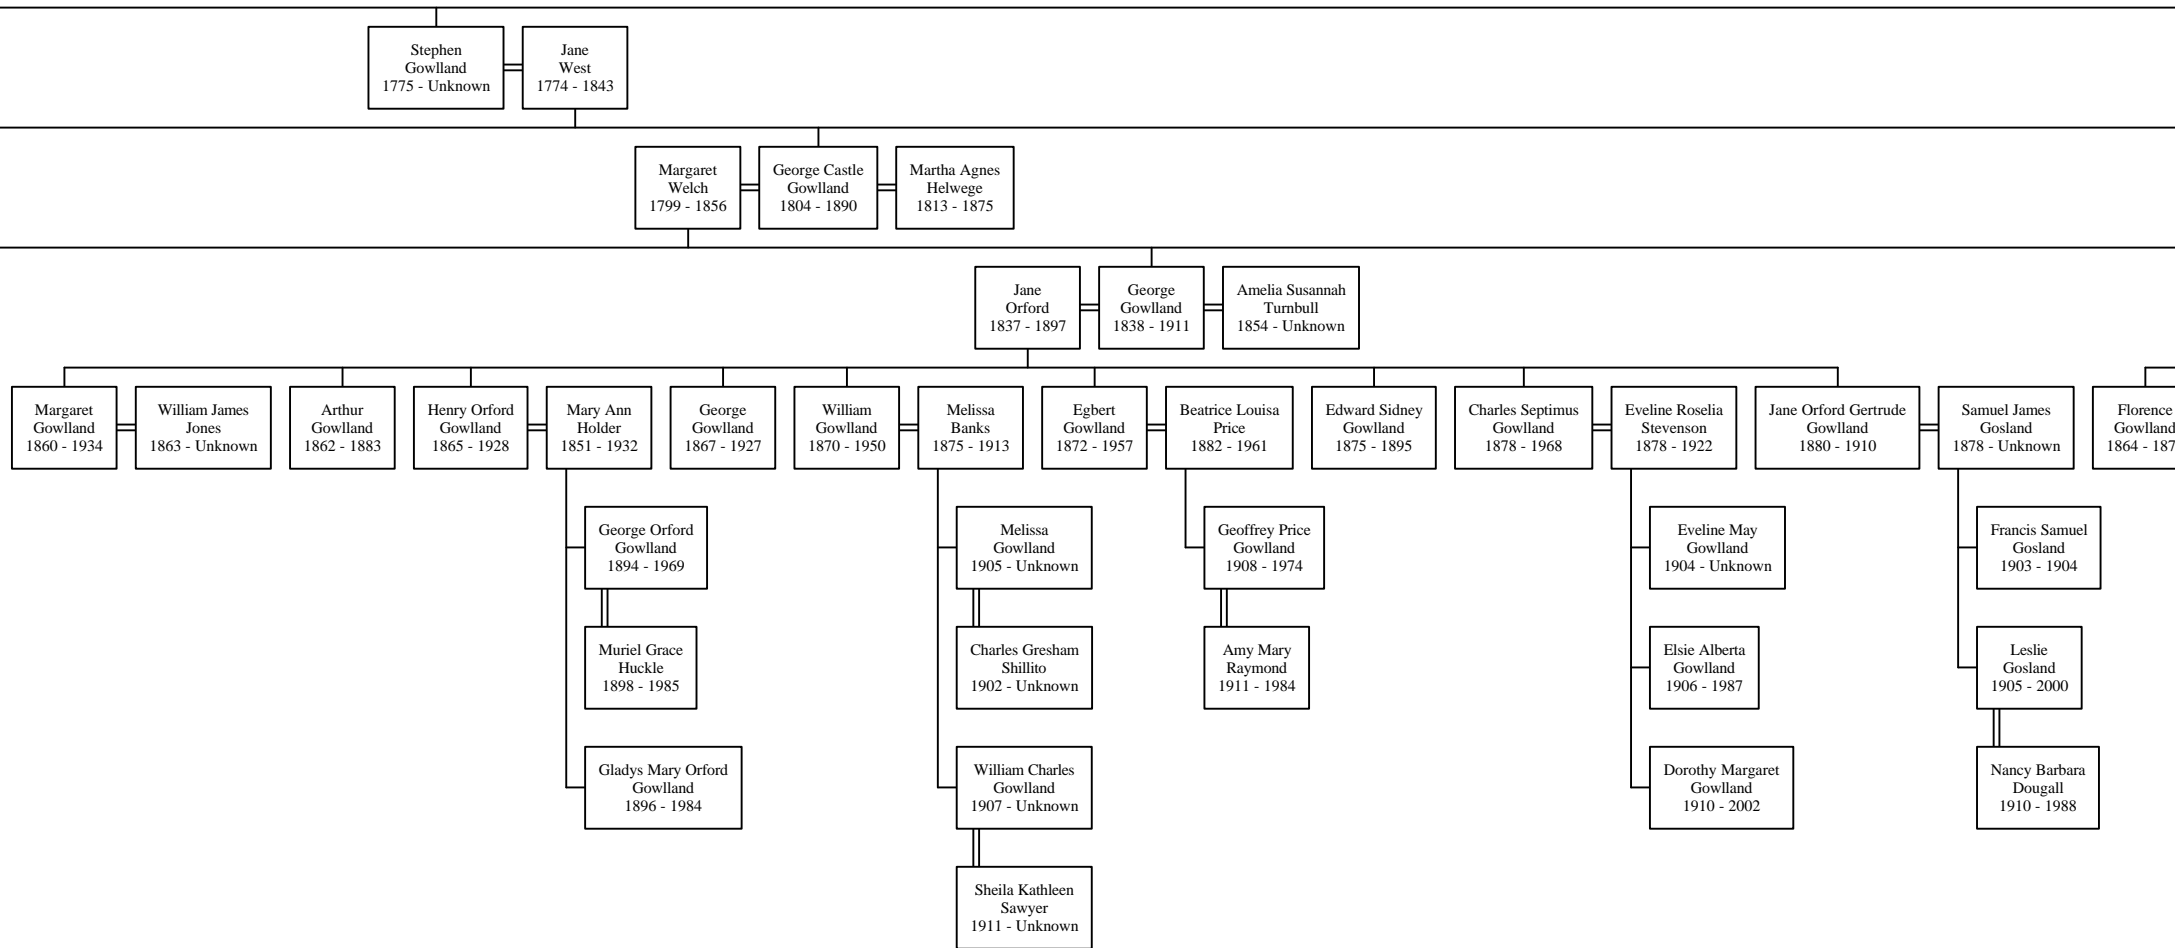 Stephen
Gowlland
1775 - Unknown
Jane
West
1774 - 1843
Margaret
Welch
1799 - 1856
George Castle
Gowlland
1804 - 1890
Martha Agnes
Helwege
1813 - 1875
Jane
Orford
1837 - 1897
George
Gowlland
1838 - 1911
Amelia Susannah
Turnbull
1854 - Unknown
Margaret
Gowlland
1860 - 1934
William James
Jones
1863 - Unknown
Arthur
Gowlland
1862 - 1883
Henry Orford
Gowlland
1865 - 1928
Mary Ann
Holder
1851 - 1932
George
Gowlland
1867 - 1927
William
Gowlland
1870 - 1950
Melissa
Banks
1875 - 1913
Egbert
Gowlland
1872 - 1957
Beatrice Louisa
Price
1882 - 1961
Edward Sidney
Gowlland
1875 - 1895
Charles Septimus
Gowlland
1878 - 1968
Eveline Roselia
Stevenson
1878 - 1922
Jane Orford Gertrude
Gowlland
1880 - 1910
Samuel James
Gosland
1878 - Unknown
Florence
Gowlland
1864 - 187
George Orford
Gowlland
1894 - 1969
Muriel Grace
Huckle
1898 - 1985
Gladys Mary Orford
Gowlland
1896 - 1984
Melissa
Gowlland
1905 - Unknown
Charles Gresham
Shillito
1902 - Unknown
William Charles
Gowlland
1907 - Unknown
Sheila Kathleen
Sawyer
1911 - Unknown
Geoffrey Price
Gowlland
1908 - 1974
Amy Mary
Raymond
1911 - 1984
Eveline May
Gowlland
1904 - Unknown
Elsie Alberta
Gowlland
1906 - 1987
Dorothy Margaret
Gowlland
1910 - 2002
Francis Samuel
Gosland
1903 - 1904
Leslie
Gosland
1905 - 2000
Nancy Barbara
Dougall
1910 - 1988